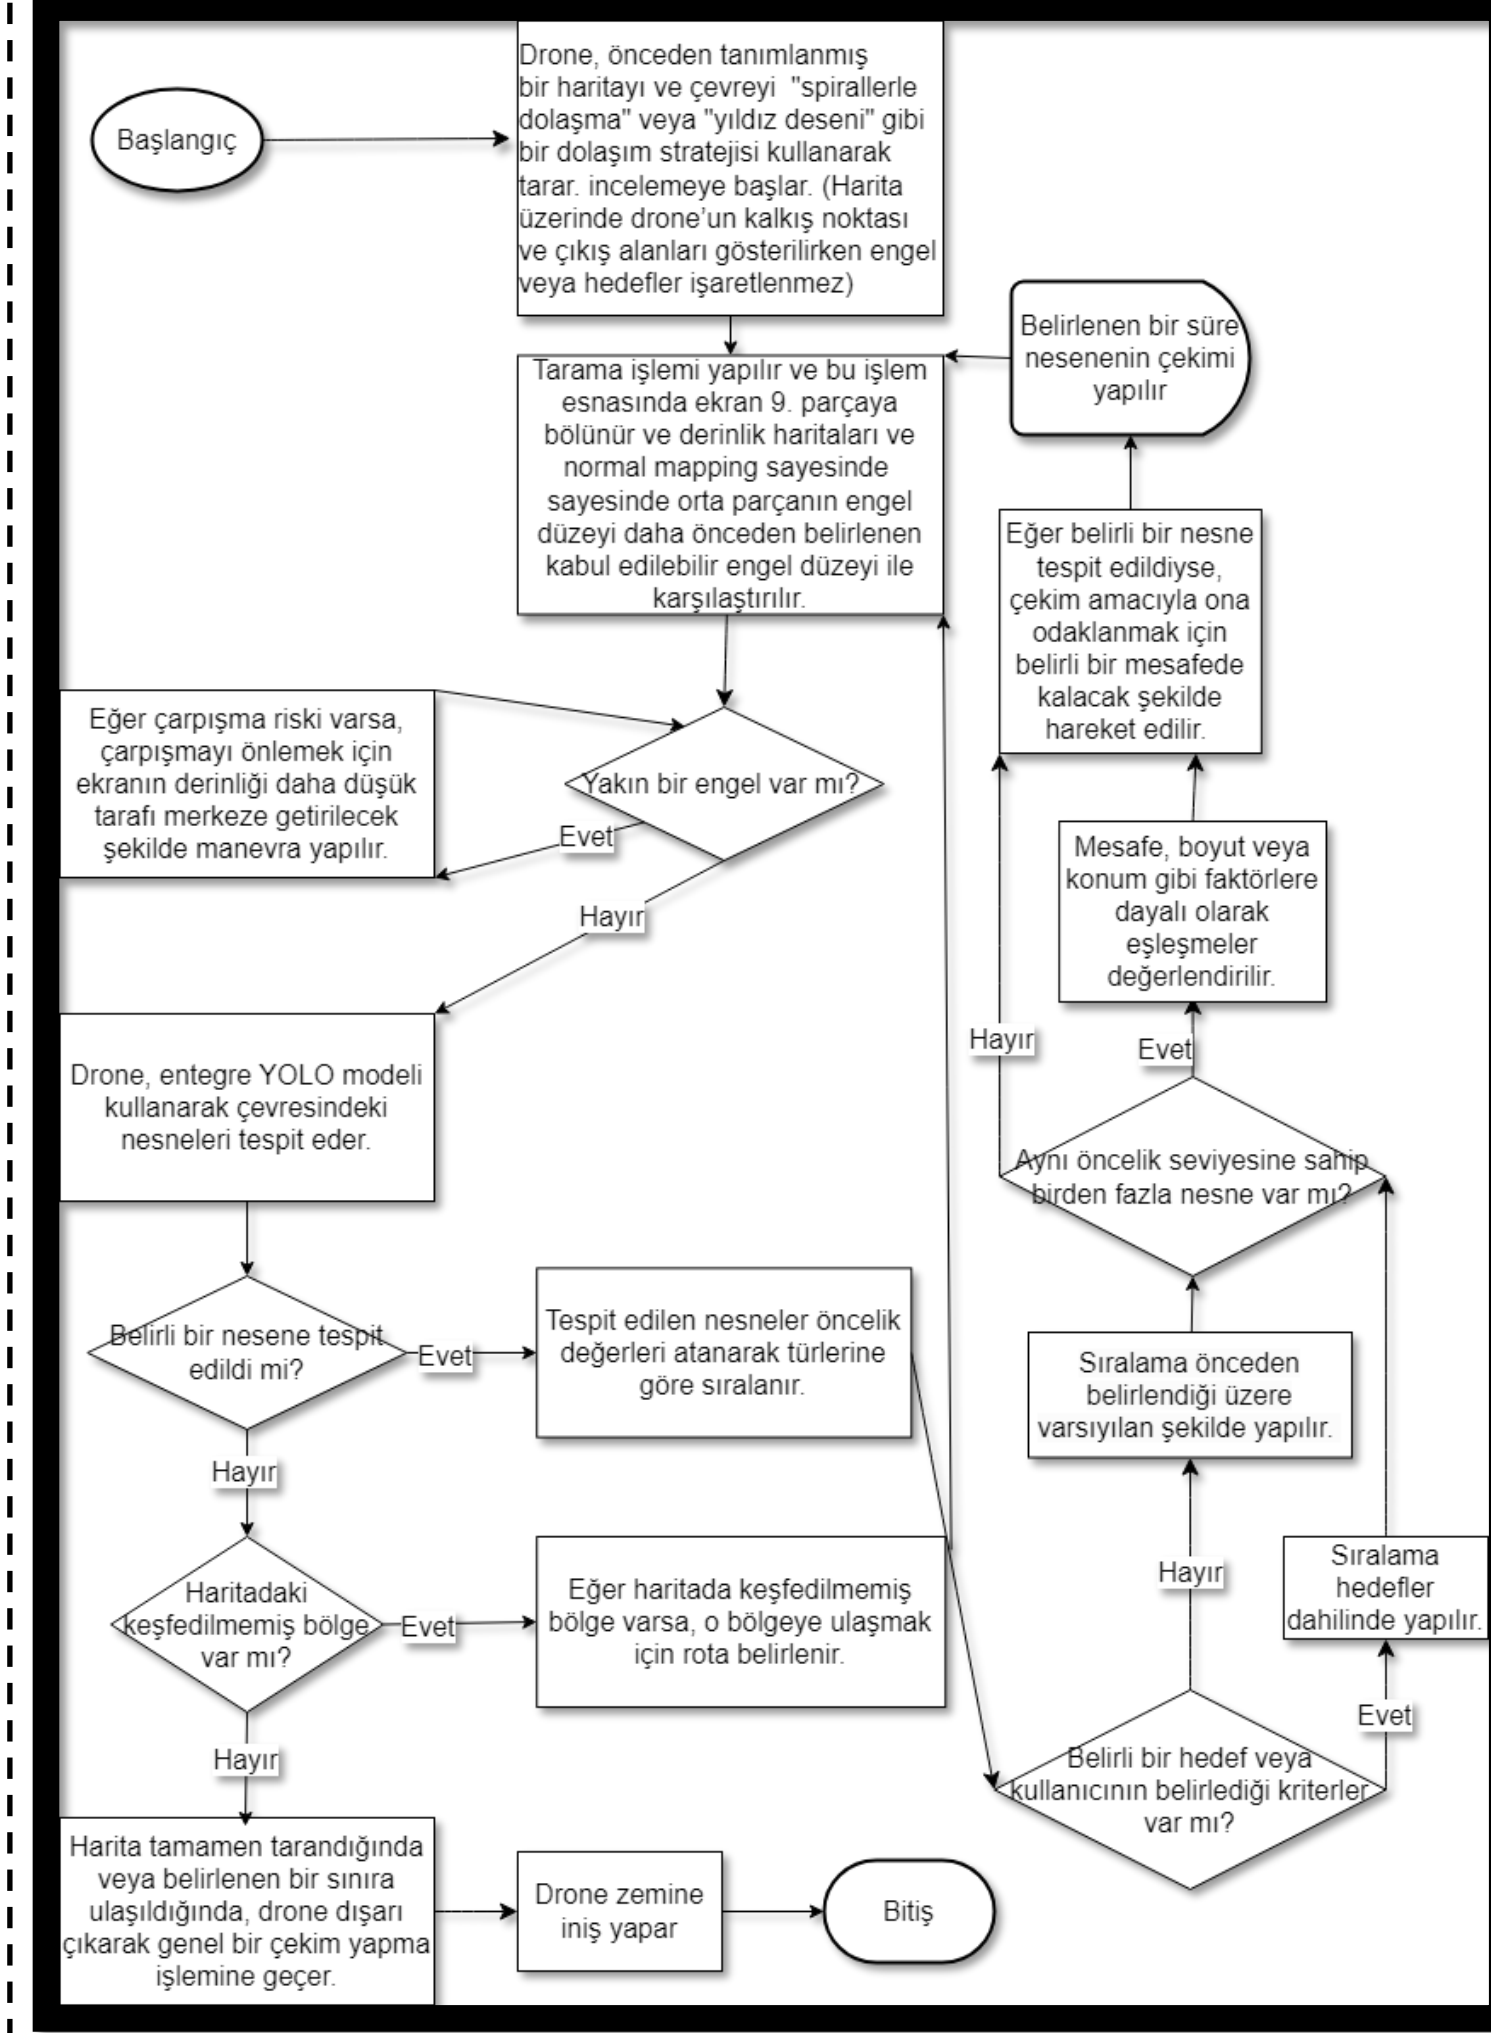 Başlangıç
Drone, önceden tanımlanmış
bir haritayı ve çevreyi "spirallerle
dolaşma" veya "yıldız deseni" gibi
bir dolaşım stratejisi kullanarak
tarar. incelemeye başlar. (Harita
üzerinde drone'un kalkış noktası
ve çıkış alanları gösterilirken engel
veya hedefler işaretlenmez)
Tarama işlemi yapılır ve bu işlem
esnasında ekran 9. parçaya
bölünür ve derinlik haritaları ve
normal mapping sayesinde
sayesinde orta parçanın engel
düzeyi daha önceden belirlenen
kabul edilebilir engel düzeyi ile
karşılaştırılır.
Yakın bir engel var mı?
Evet
Eğer çarpışma riski varsa,
çarpışmayı önlemek için
ekranın derinliği daha düşük
tarafı merkeze getirilecek
şekilde manevra yapılır.
Hayır
Drone, entegre YOLO modeli
kullanarak çevresindeki
nesneleri tespit eder.
Belirli bir nesene tespit
edildi mi?
Evet
Tespit edilen nesneler öncelik
değerleri atanarak türlerine
göre sıralanır.
Hayır
Haritadaki
keşfedilmemiş bölge
var mı?
Evet
Eğer haritada keşfedilmemiş
bölge varsa, o bölgeye ulaşmak
için rota belirlenir.
Hayır
Harita tamamen tarandığında
veya belirlenen bir sınıra
ulaşıldığında, drone dışarı
çıkarak genel bir çekim yapma
işlemine geçer.
Drone zemine
iniş yapar
Bitiş
Belirli bir hedef veya
kullanıcının belirlediği kriterler
var mı?
Evet
Sıralama
hedefler
dahilinde yapılır.
Hayır
Sıralama önceden
belirlendiği üzere
varsıyılan şekilde yapılır.
Aynı öncelik seviyesine sahip
birden fazla nesne var mı?
Evet
Hayır
Mesafe, boyut veya
konum gibi faktörlere
dayalı olarak
eşleşmeler
değerlendirilir.
Eğer belirli bir nesne
tespit edildiyse,
çekim amacıyla ona
odaklanmak için
belirli bir mesafede
kalacak şekilde
hareket edilir.
Belirlenen bir süre
nesenenin çekimi
yapılır